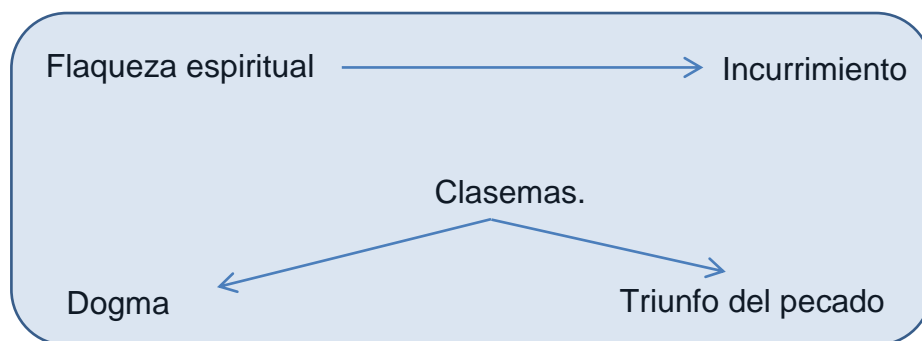 Flaqueza espiritual
Incurrimiento
Clasemas.
Dogma
Triunfo del pecado